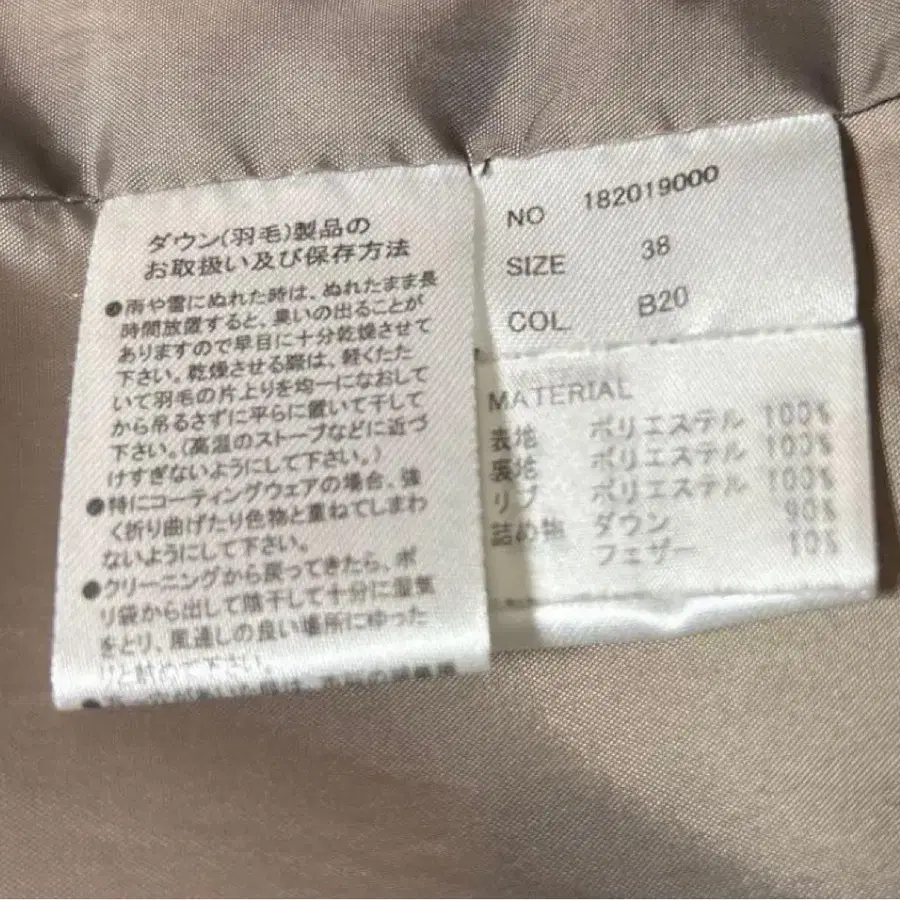 ダウン(羽毛)製品の
お取扱い及び保存方法
●雨や雪にぬれた時は、ぬれたまま長
時間放置すると、臭いの出ることが
ありますので早目に十分乾燥させて
下さい。乾燥させる際は、軽くたた
いて羽毛の片よりを均一になおして
から吊るさずに平らに置いて干して
下さい。(高温のストーブなどに近づ
けすぎないようにして下さい。)
●特にコーティングウェアの場合、強
く折り曲げたり色物と重ねてしまわ
ないようにして下さい。
●クリーニングから戻ってきたら、ポ
リ袋から出して陰干して十分に湿気
をとり、風通しの良い場所にゆった
りと貯めて下さい。
NO 182019000
SIZE 38
COL. B20
MATERIAL
表地 ポリエステル 100%
裏地 ポリエステル 100%
リブ ポリエステル 100%
詰め物 ダウン 90%
フェザー 10%